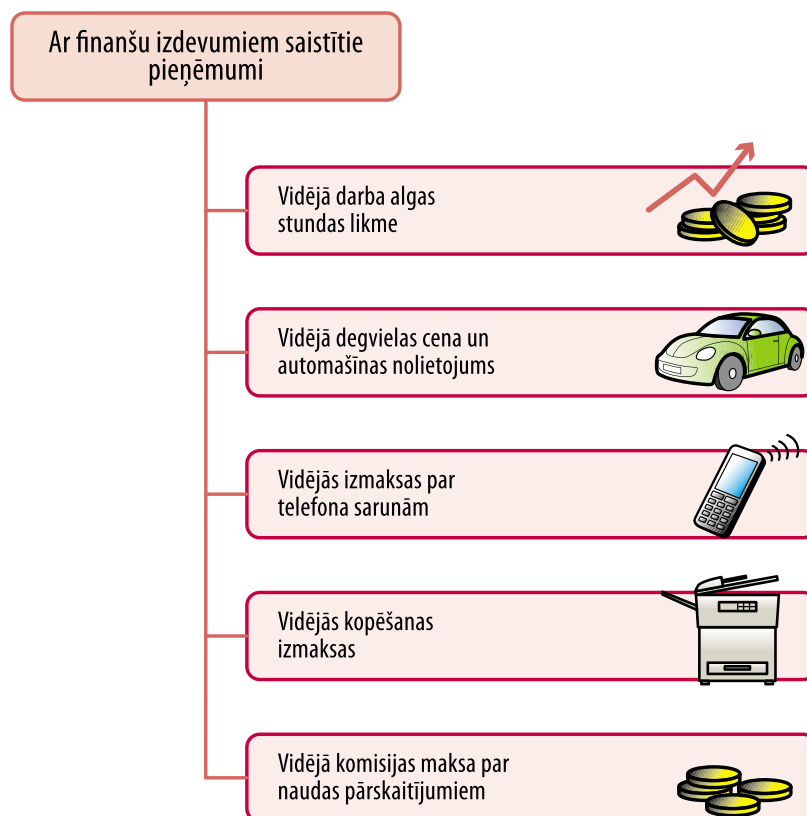 Ar finanšu izdevumiem saistītie
pieņēmumi
Vidējā darba algas
stundas likme
Vidējā degvielas cena un
automašīnas nolietojums
Vidējās izmaksas par
telefona sarunām
Vidējās kopēšanas
izmaksas
Vidējā komisijas maksa par
naudas pārskaitījumiem